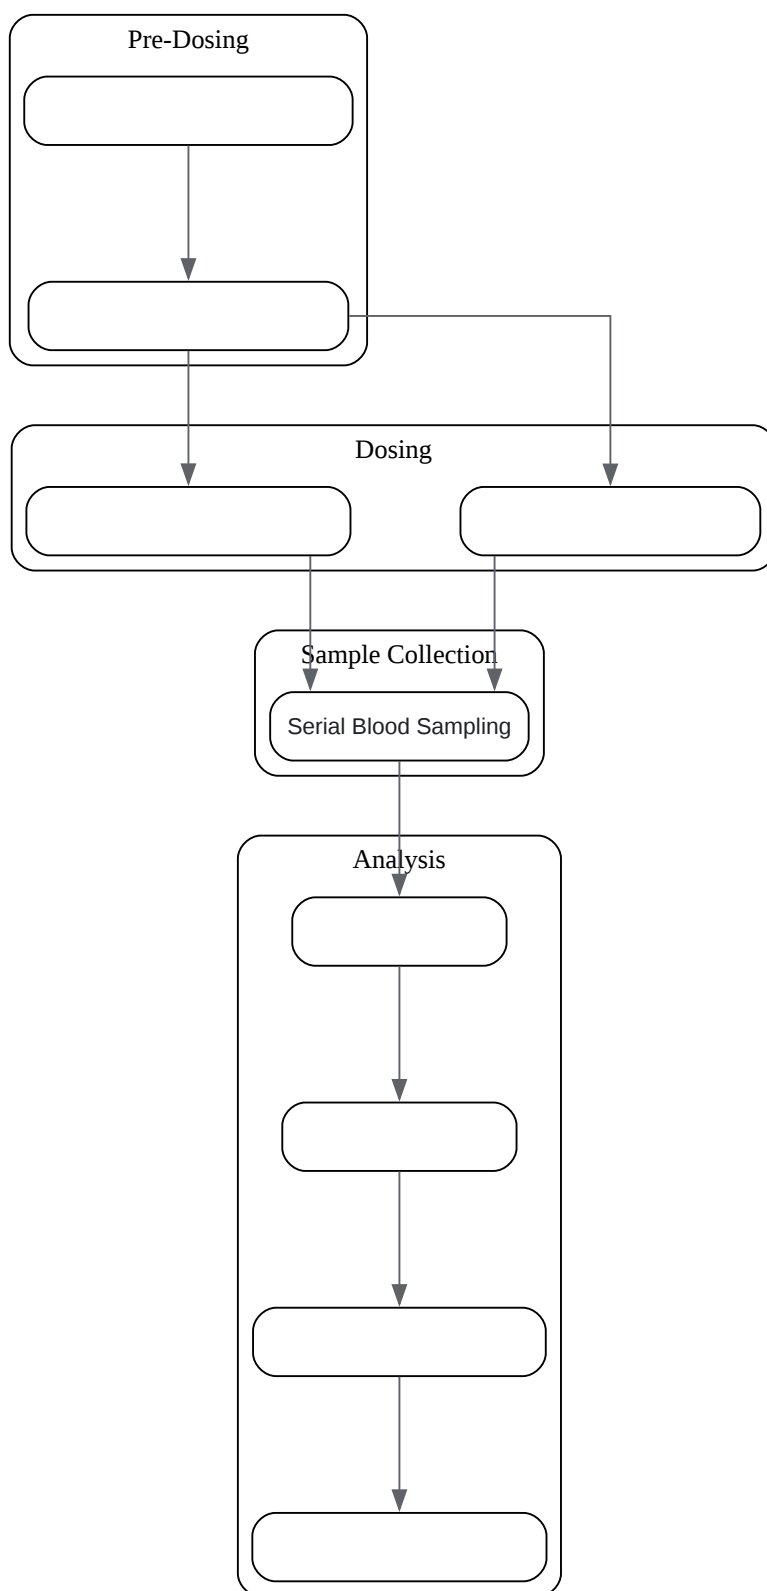 Pre-Dosing
Dosing
Sample Collection
Serial Blood Sampling
Analysis